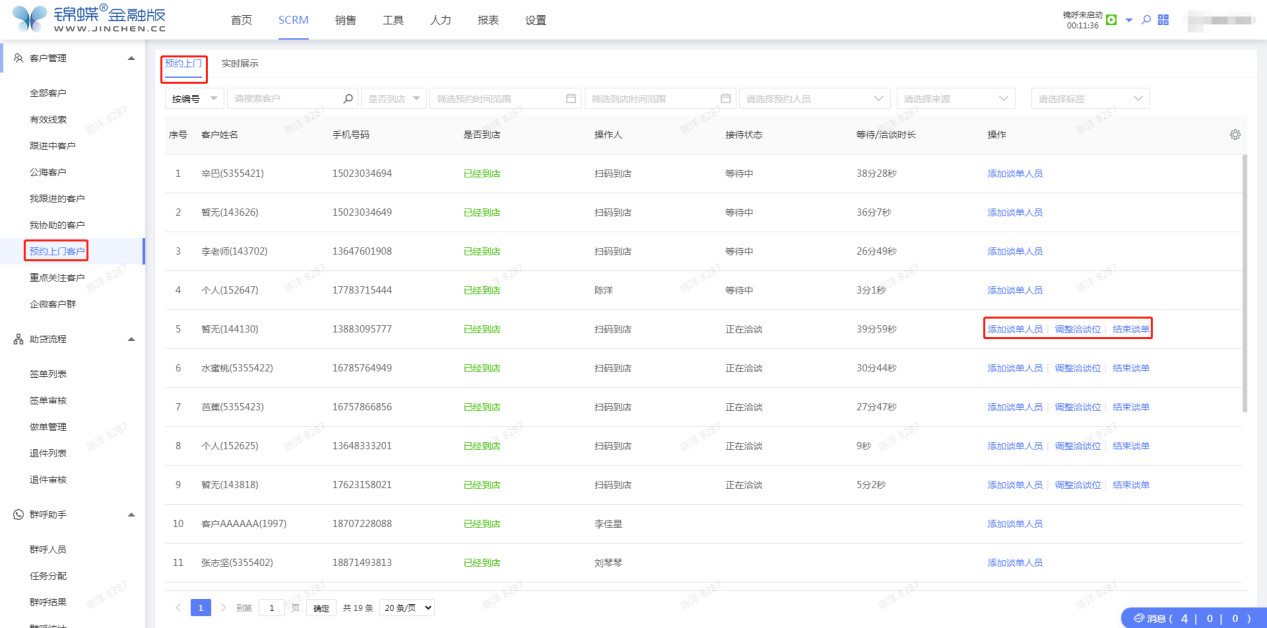 锦蝶®金融版
WWW.JINCHEN.CC
首页 SCRM 销售 工具 人力 报表 设置
锦呼未启动
00:11:36
客户管理
全部客户
有效线索
跟进中客户
公海客户
我跟进的客户
我协助的客户
预约上门客户
重点关注客户
企微客户群
助贷流程
签单列表
签单审核
做单管理
退件列表
退件审核
群呼助手
群呼人员
任务分配
群呼结果
群呼统计
预约上门 实时展示
按编号 请搜索客户 是否到店 筛选预约时间范围 筛选到店时间范围 请选择预约人员 请选择来源 请选择标签
序号 客户姓名 手机号码 是否到店 操作人 接待状态 等待/洽谈时长 操作
1 辛巴(5355421) 15023034694 已经到店 扫码到店 等待中 38分28秒 添加谈单人员
2 暂无(143626) 15023034649 已经到店 扫码到店 等待中 36分7秒 添加谈单人员
3 李老师(143702) 13647601908 已经到店 扫码到店 等待中 26分49秒 添加谈单人员
4 个人(152647) 17783715444 已经到店 陈洋 等待中 3分1秒 添加谈单人员
5 暂无(144130) 13883095777 已经到店 扫码到店 正在洽谈 39分59秒 添加谈单人员 | 调整洽谈位 | 结束谈单
6 水蜜桃(5355422) 16785764949 已经到店 扫码到店 正在洽谈 30分44秒 添加谈单人员 | 调整洽谈位 | 结束谈单
7 芭蕉(5355423) 16757866856 已经到店 扫码到店 正在洽谈 27分47秒 添加谈单人员 | 调整洽谈位 | 结束谈单
8 个人(152625) 13648333201 已经到店 扫码到店 正在洽谈 9秒 添加谈单人员 | 调整洽谈位 | 结束谈单
9 暂无(143818) 17623158021 已经到店 扫码到店 正在洽谈 5分2秒 添加谈单人员 | 调整洽谈位 | 结束谈单
10 客户AAAAAA(1997) 18707228088 已经到店 李佳星 添加谈单人员
11 张志坚(5355402) 18871493813 已经到店 刘琴琴 添加谈单人员
1 到第 1 页 确定 共 19 条 20 条/页
消息 ( 4 | 0 | 0 )
陈洋 8287